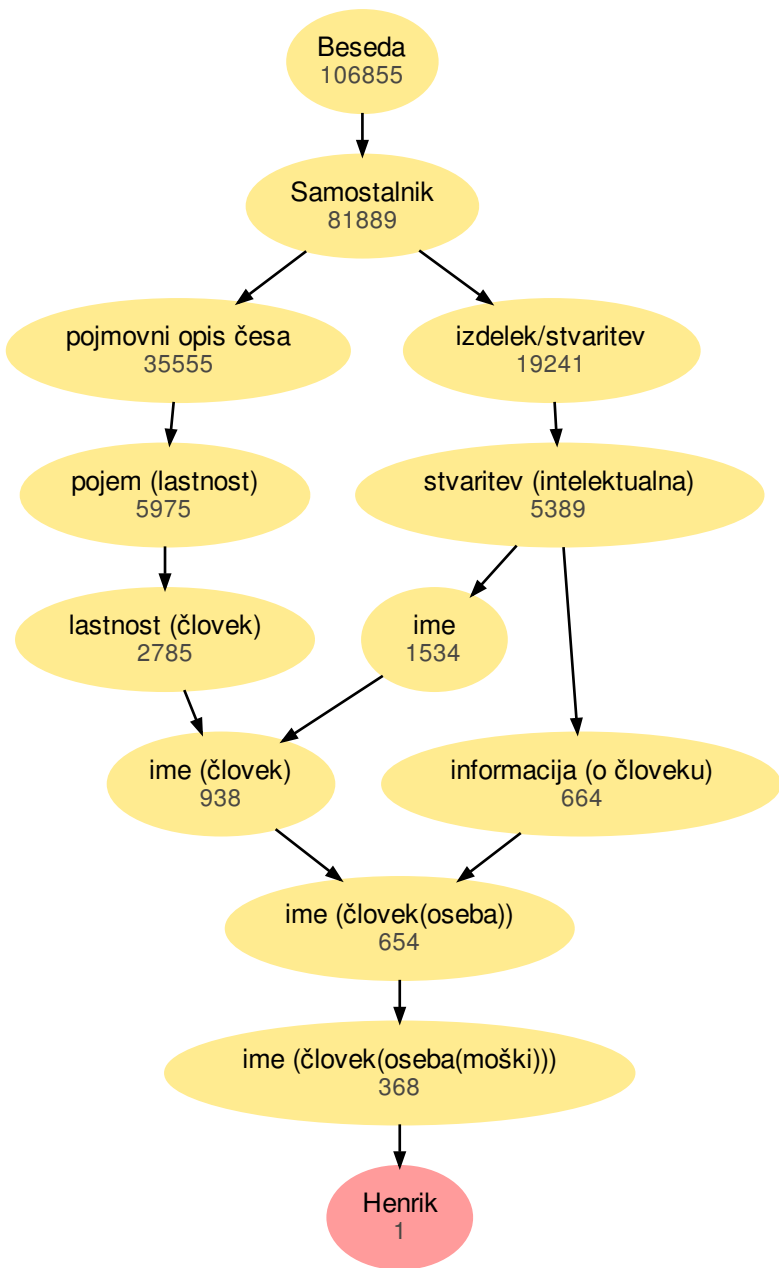 Beseda
106855
Samostalnik
81889
pojmovni opis česa
35555
izdelek/stvaritev
19241
pojem (lastnost)
5975
stvaritev (intelektualna)
5389
lastnost (človek)
2785
ime
1534
ime (človek)
938
informacija (o človeku)
664
ime (človek(oseba))
654
ime (človek(oseba(moški)))
368
Henrik
1